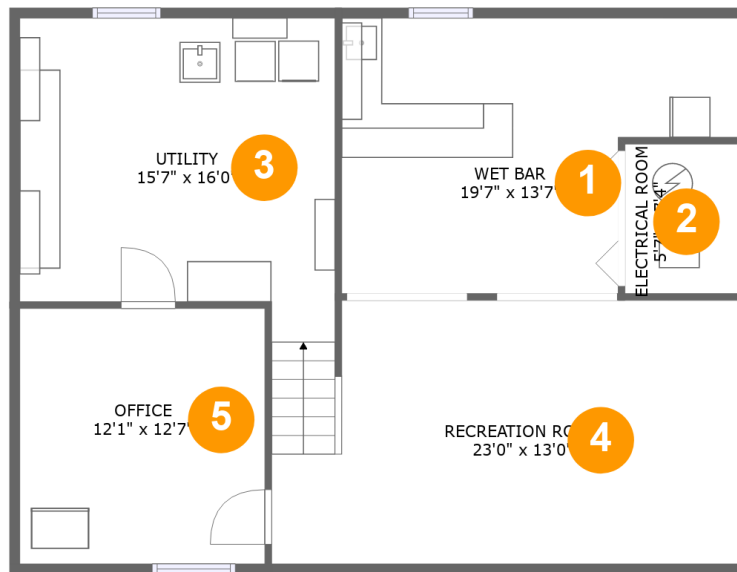 UTILITY
15'7" x 16'0
3
WET BAR
19'7" x 13'7"
1
ELECTRICAL ROOM
2
OFFICE
12'1" x 12'7"
5
RECREATION
23'0" x 13'0"
4